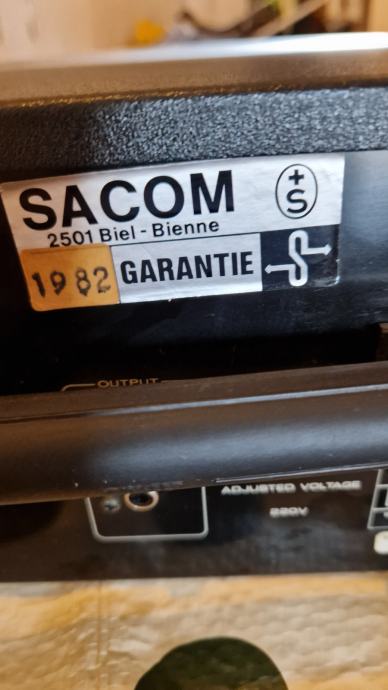 SACOM
+
S
2501 Biel - Bienne
1982 GARANTIE S
OUTPUT
ADJUSTED VOLTAGE
220V